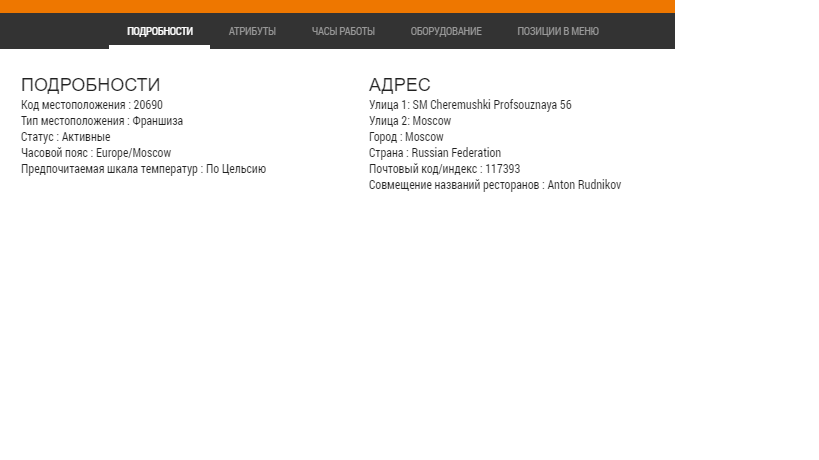 ПОДРОБНОСТИ АТРИБУТЫ ЧАСЫ РАБОТЫ ОБОРУДОВАНИЕ ПОЗИЦИИ В МЕНЮ
ПОДРОБНОСТИ
Код местоположения : 20690
Тип местоположения : Франшиза
Статус : Активные
Часовой пояс : Europe/Moscow
Предпочитаемая шкала температур : По Цельсию
АДРЕС
Улица 1: SM Cheremushki Profsouznaya 56
Улица 2: Moscow
Город : Moscow
Страна : Russian Federation
Почтовый код/индекс : 117393
Совмещение названий ресторанов : Anton Rudnikov